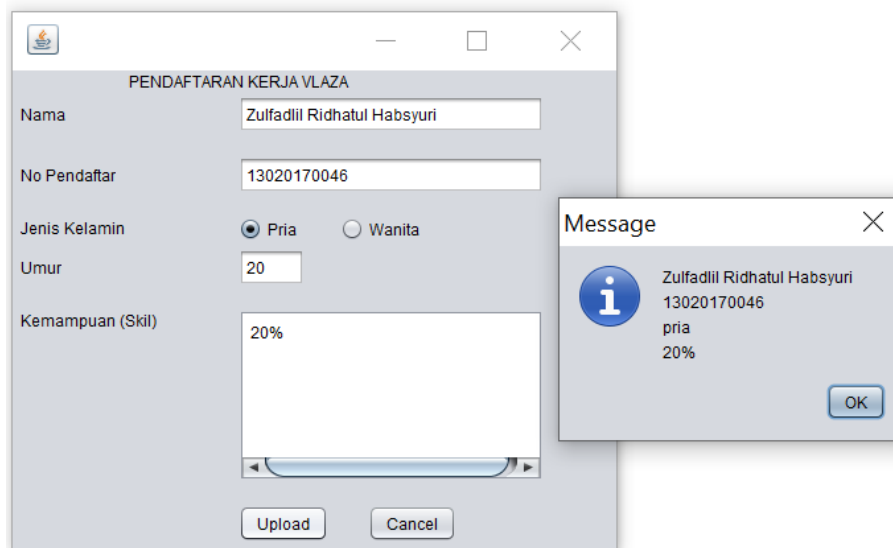 PENDAFTARAN KERJA VLAZA
Nama Zulfadlil Ridhatul Habsyuri
No Pendaftar 13020170046
Jenis Kelamin Pria Wanita
Umur 20
Kemampuan (Skil) 20%
Upload Cancel
Message
Zulfadlil Ridhatul Habsyuri
13020170046
pria
20%
OK